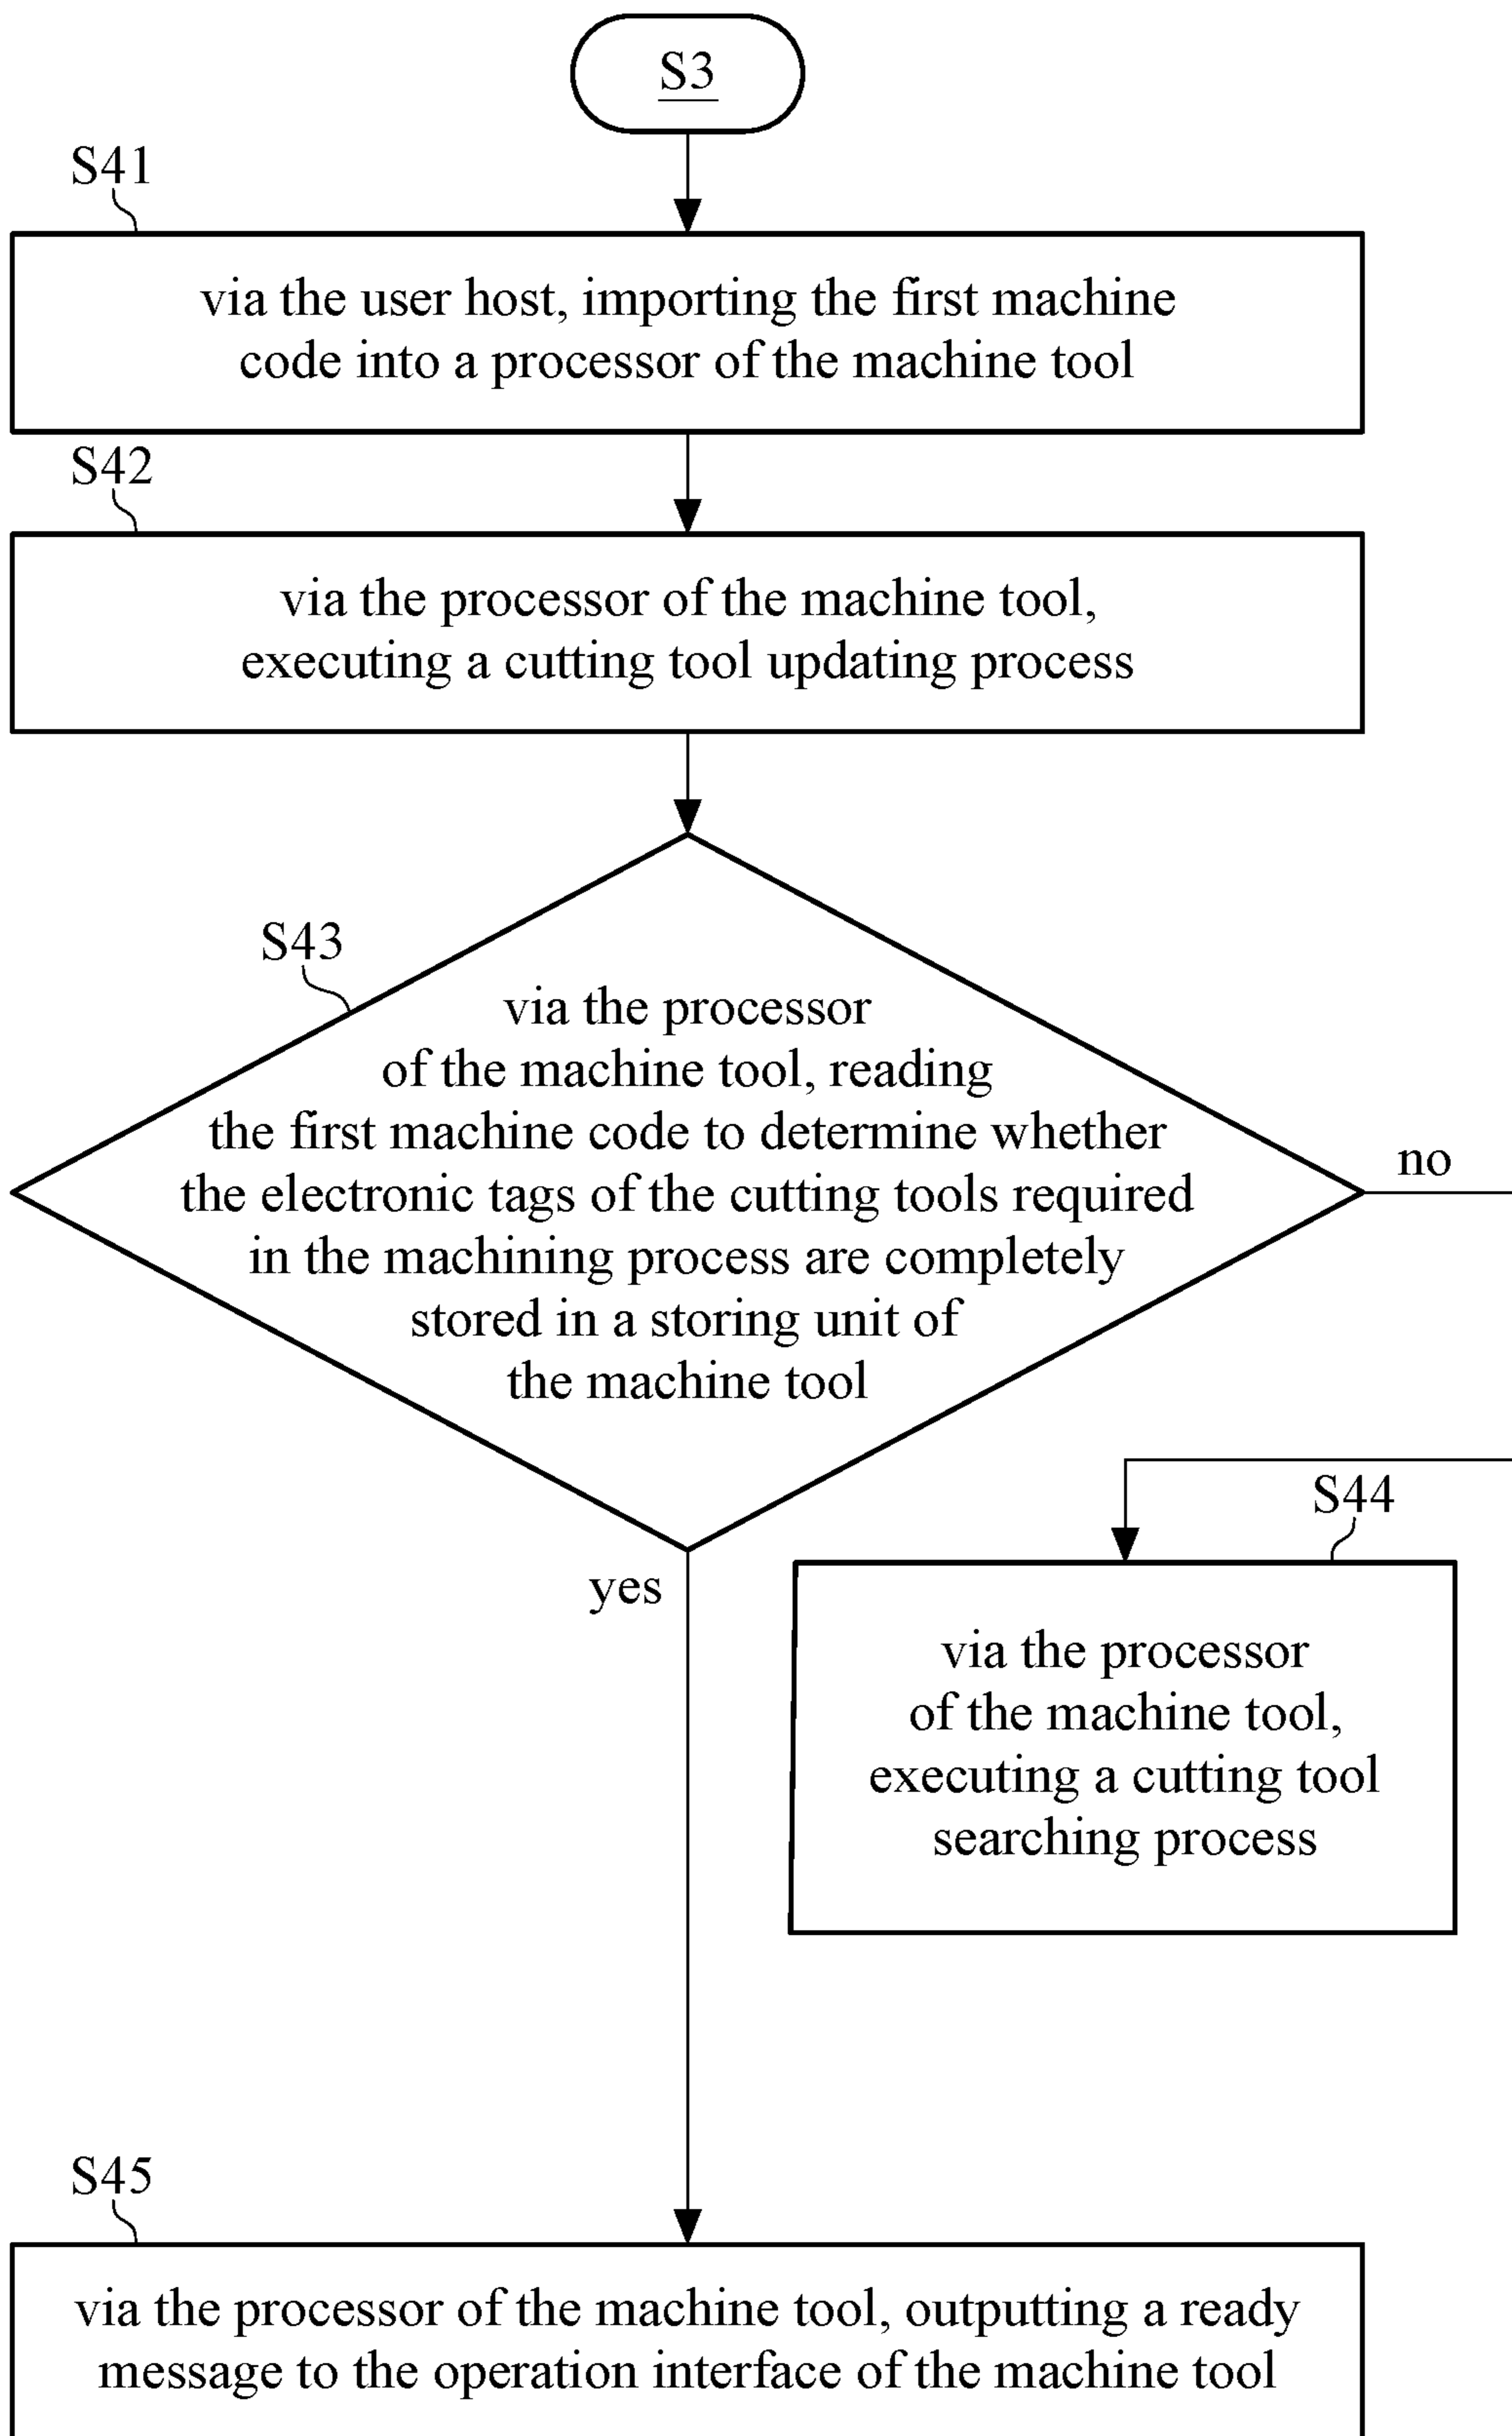 S3
S41
via the user host, importing the first machine
code into a processor of the machine tool
S42
via the processor of the machine tool,
executing a cutting tool updating process
S43
via the processor
of the machine tool, reading
the first machine code to determine whether
the electronic tags of the cutting tools required
in the machining process are completely
stored in a storing unit of
the machine tool
no
yes
S44
via the processor
of the machine tool,
executing a cutting tool
searching process
S45
via the processor of the machine tool, outputting a ready
message to the operation interface of the machine tool